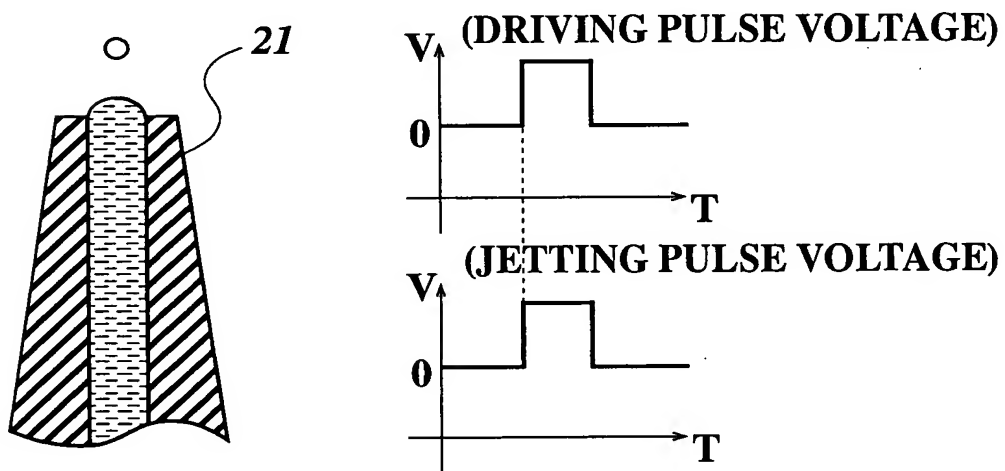 21
V (DRIVING PULSE VOLTAGE)
0
T
V (JETTING PULSE VOLTAGE)
0
T